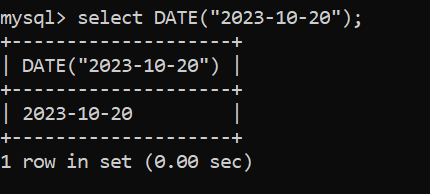 mysql> select DATE("2023-10-20");
+--------------------+
| DATE("2023-10-20") |
+--------------------+
| 2023-10-20         |
+--------------------+
1 row in set (0.00 sec)